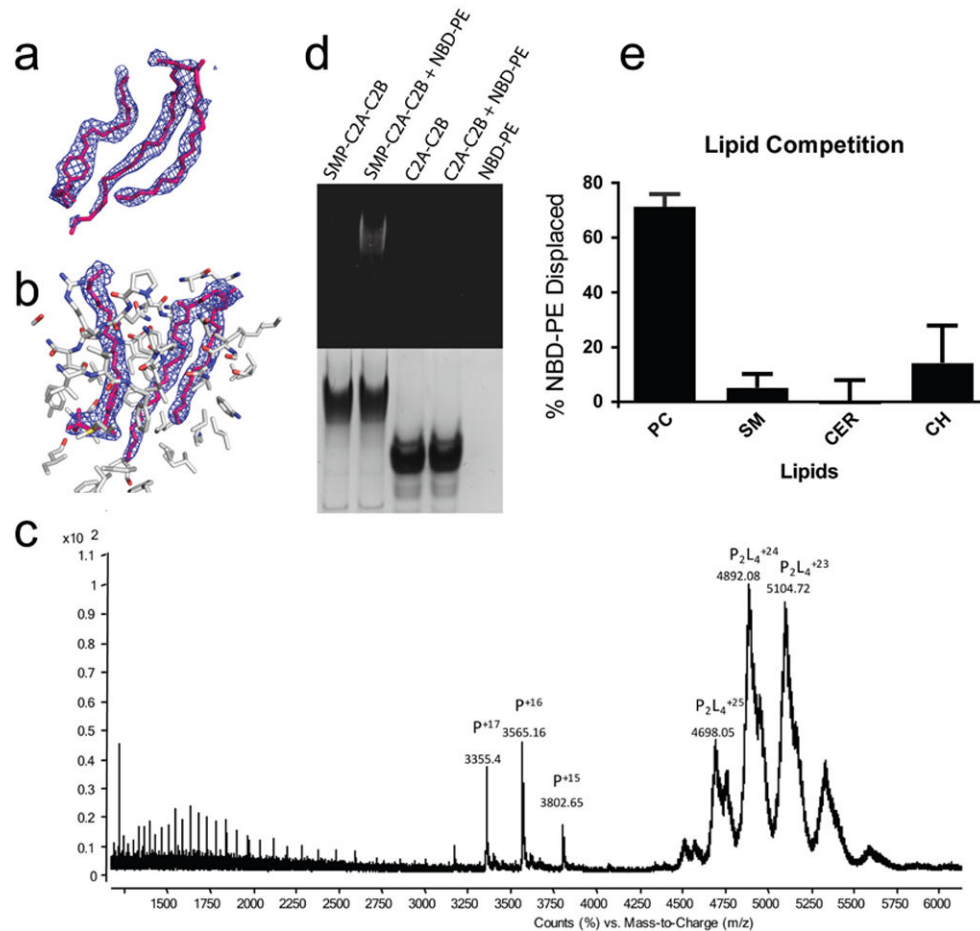 a
b
d
SMP-C2A-C2B
SMP-C2A-C2B + NBD-PE
C2A-C2B
C2A-C2B + NBD-PE
NBD-PE
e
Lipid Competition
% NBD-PE Displaced
80
60
40
20
0
PC
SM
CER
CH
Lipids
c
x10 2
1.1
1
0.9
0.8
0.7
0.6
0.5
0.4
0.3
0.2
0.1
0
P+17
3355.4
P+16
3565.16
P+15
3802.65
P2L4+25
4698.05
P2L4+24
4892.08
P2L4+23
5104.72
1500 1750 2000 2250 2500 2750 3000 3250 3500 3750 4000 4250 4500 4750 5000 5250 5500 5750 6000
Counts (%) vs. Mass-to-Charge (m/z)